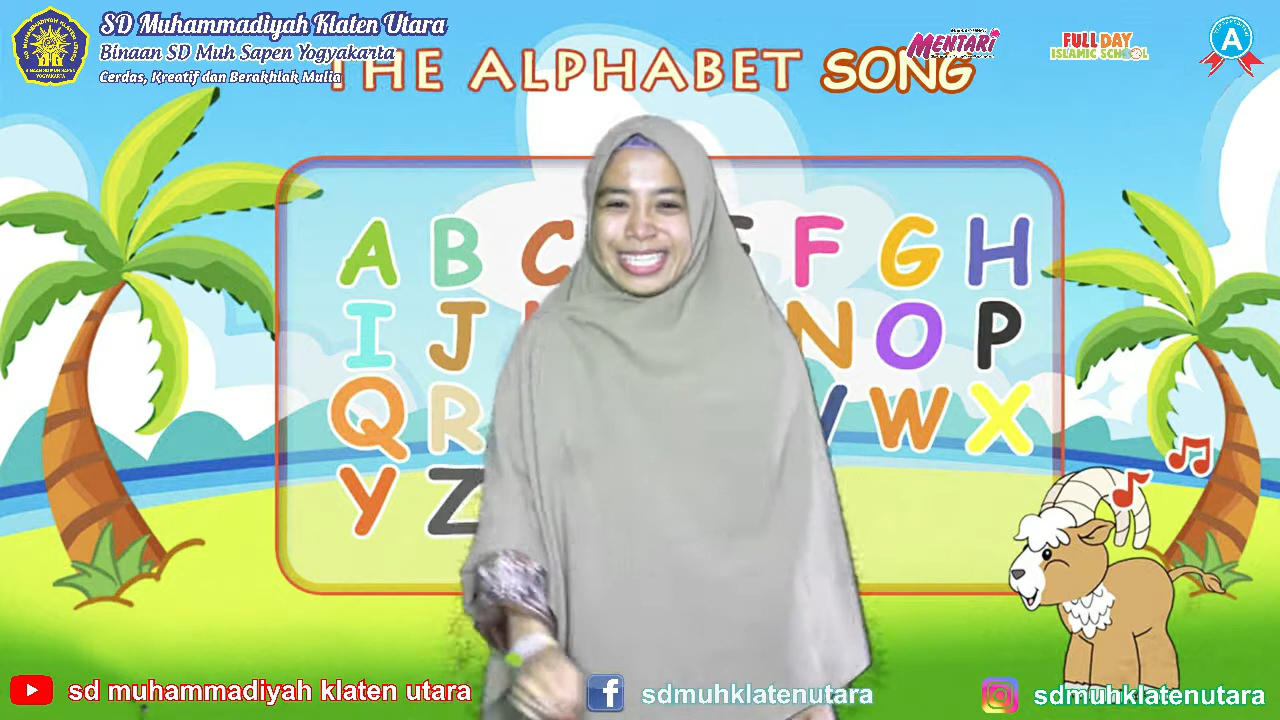 SD Muhammadiyah Klaten Utara
Binaan SD Muh Sapen Yogyakarta
Cerdas, Kreatif dan Berakhlak Mulia
THE ALPHABET SONG
MENTARI
FULL DAY
ISLAMIC SCHOOL
A
A B C F G H
I J N O P
Q R W X
Y Z
sd muhammadiyah klaten utara
sdmuhklatenutara
sdmuhklatenutara